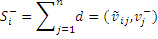 S_i^- = \sum_{j=1}^{n} d = (\tilde{v}_{ij}, v_j^-)